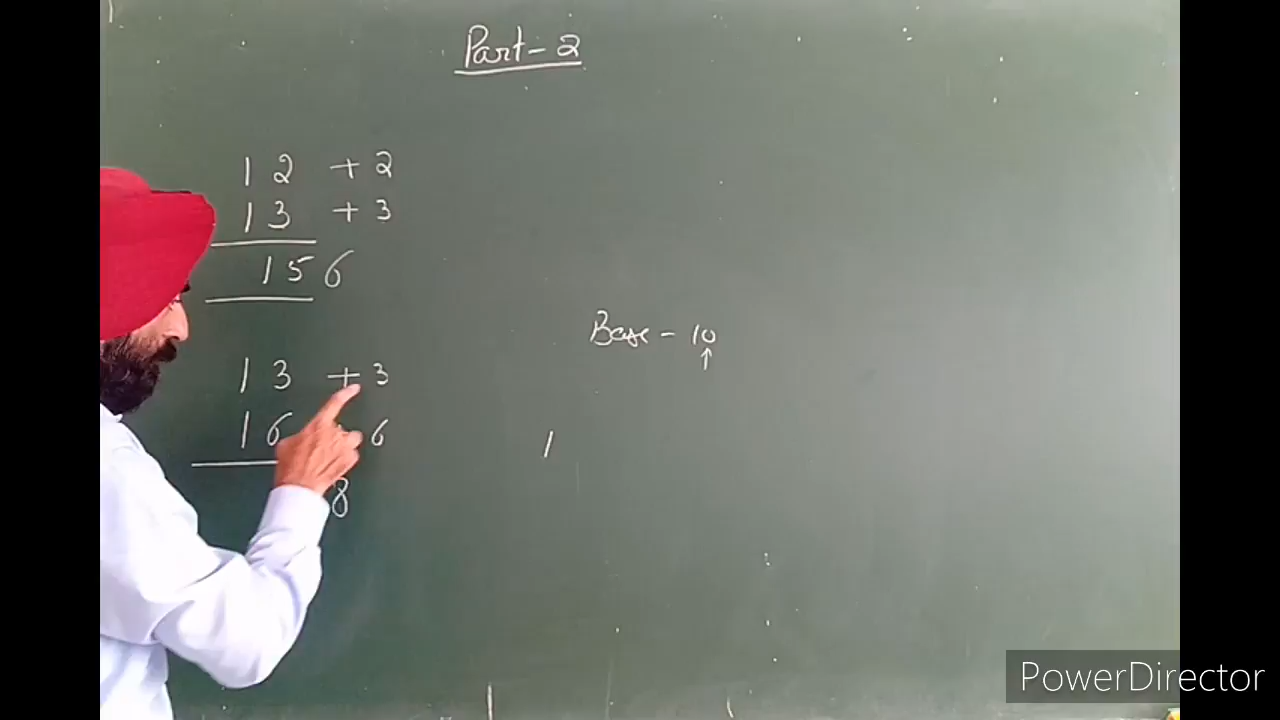 Part-2
12 +2
13 +3
156
Base - 10
↑
13 +3
16 6
1
8
PowerDirector